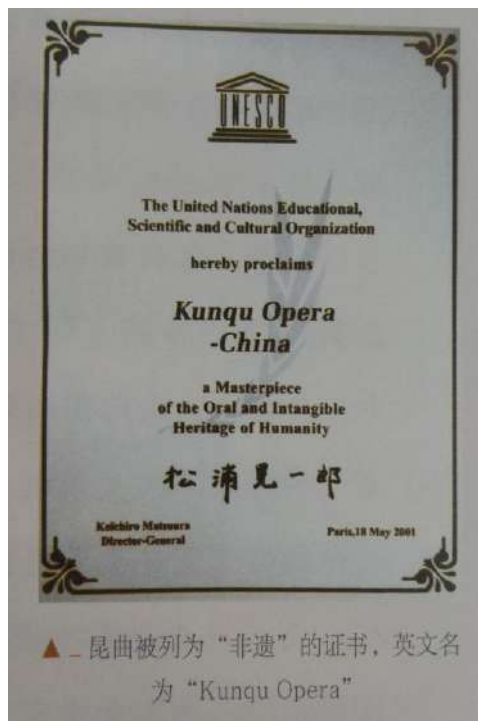 UNESCO
The United Nations Educational,
Scientific and Cultural Organization
hereby proclaims
Kunqu Opera
-China
a Masterpiece
of the Oral and Intangible
Heritage of Humanity
松浦晃一郎
Koichiro Matsuura
Director-General
Paris,18 May 2001
▲ _ 昆曲被列为“非遗”的证书，英文名
为“Kunqu Opera”